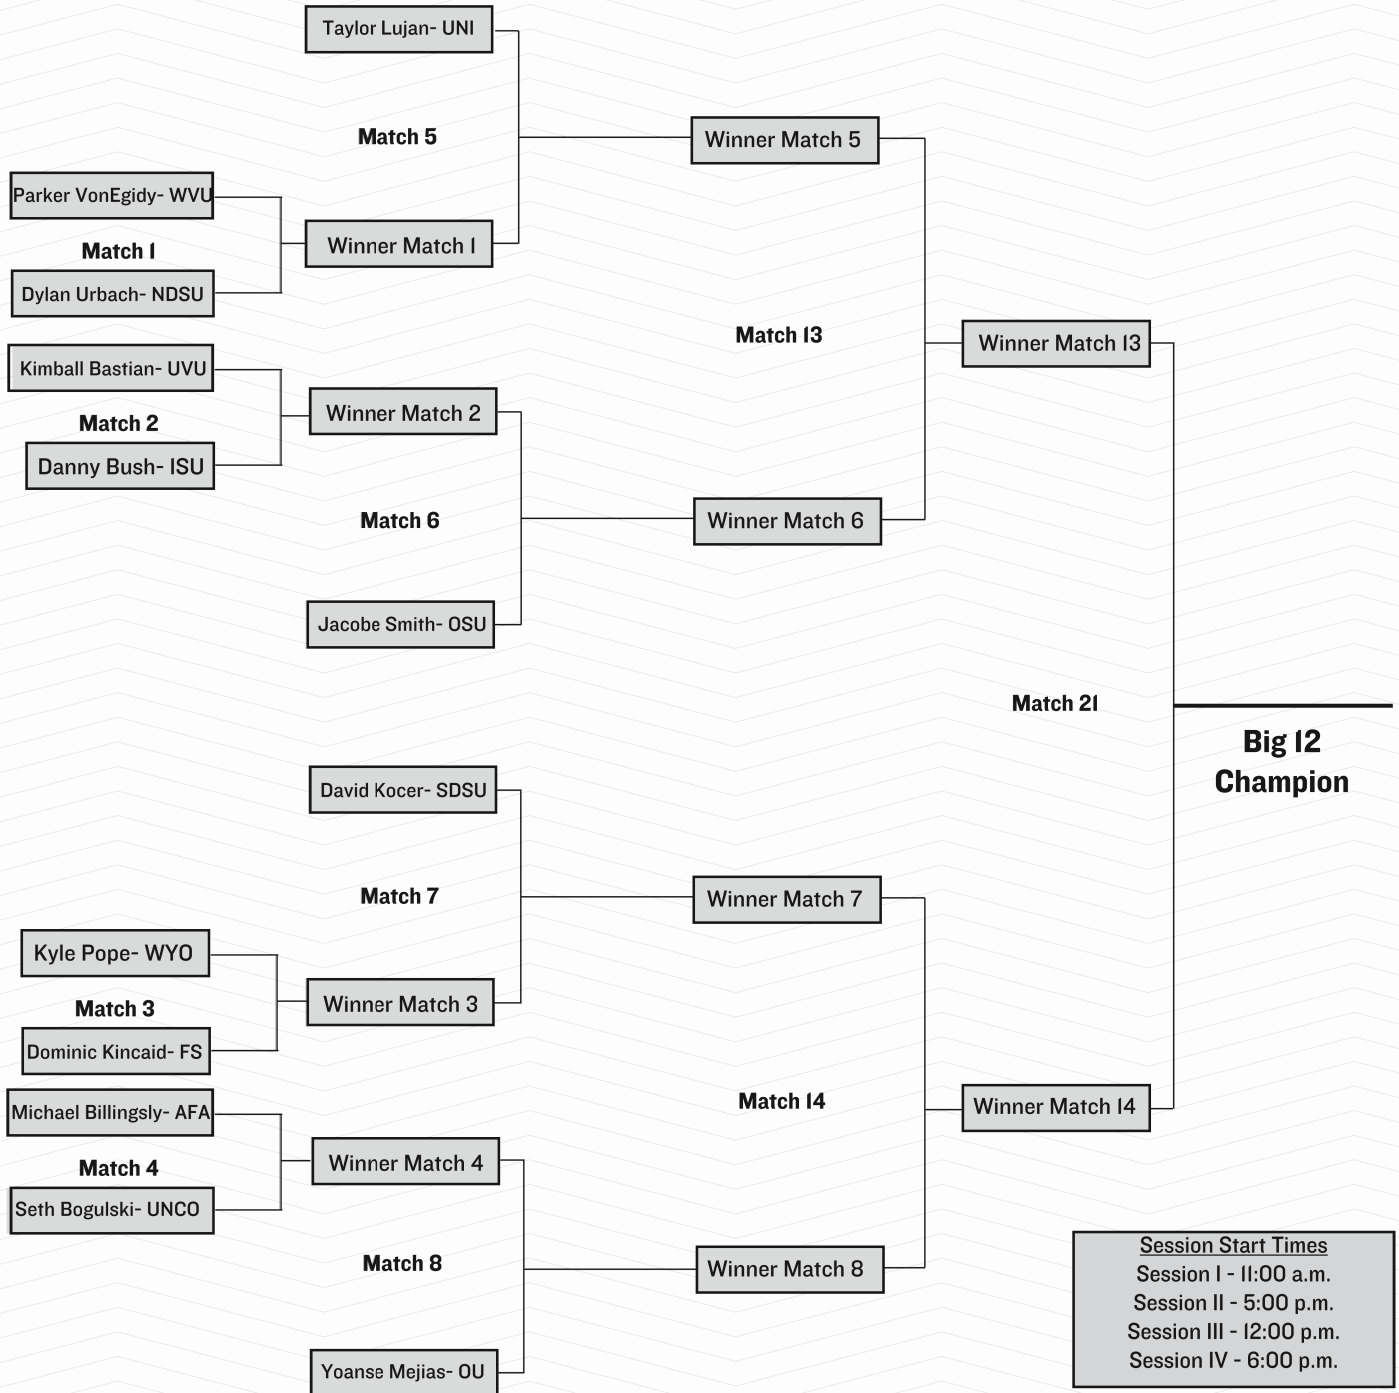 Taylor Lujan- UNI
Match 5
Winner Match 5
Parker VonEgidy- WVU
Match 1
Winner Match 1
Dylan Urbach- NDSU
Match 13
Winner Match 13
Kimball Bastian- UVU
Match 2
Winner Match 2
Danny Bush- ISU
Match 6
Winner Match 6
Jacobe Smith- OSU
Match 21
Big 12
Champion
David Kocer- SDSU
Match 7
Winner Match 7
Kyle Pope- WYO
Match 3
Winner Match 3
Dominic Kincaid- FS
Match 14
Winner Match 14
Michael Billingsly- AFA
Match 4
Winner Match 4
Seth Bogulski- UNCO
Match 8
Winner Match 8
Yoanse Mejias- OU
Session Start Times
Session I - 11:00 a.m.
Session II - 5:00 p.m.
Session III - 12:00 p.m.
Session IV - 6:00 p.m.